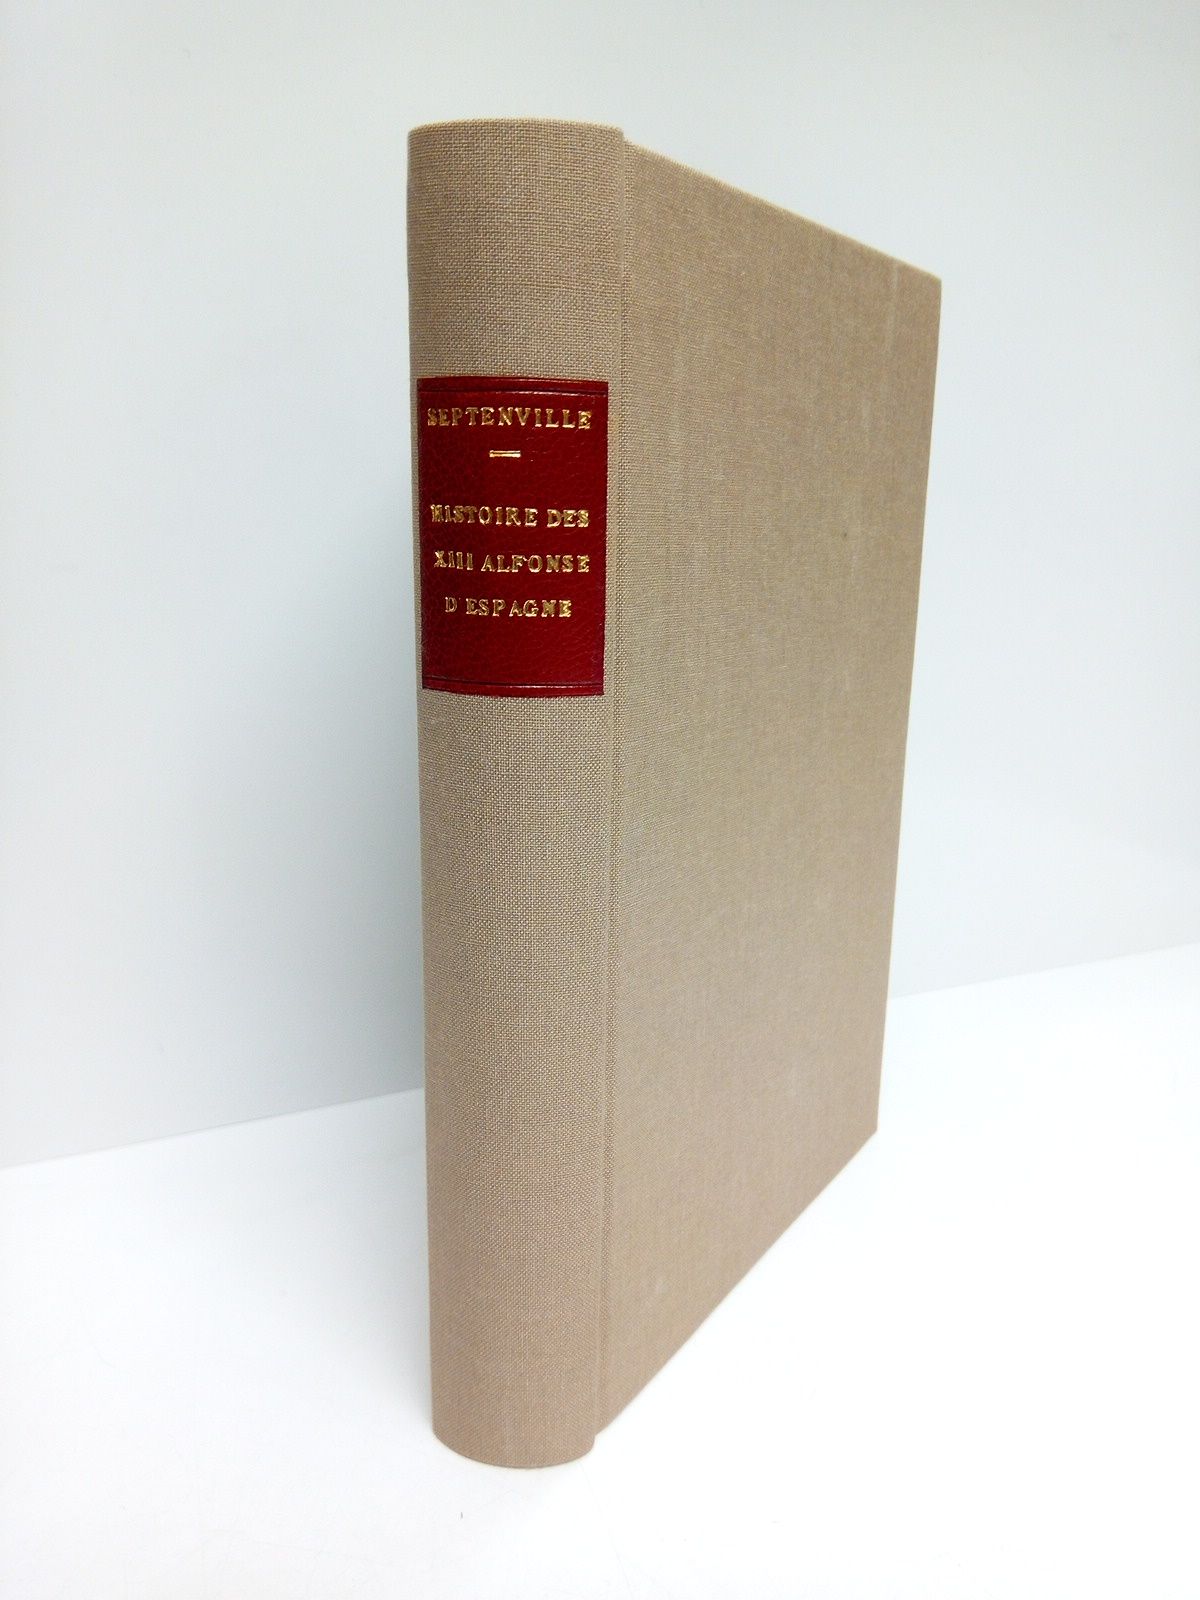 SEPTENVILLE
HISTOIRE DES
XIII ALFONSE
D'ESPAGNE